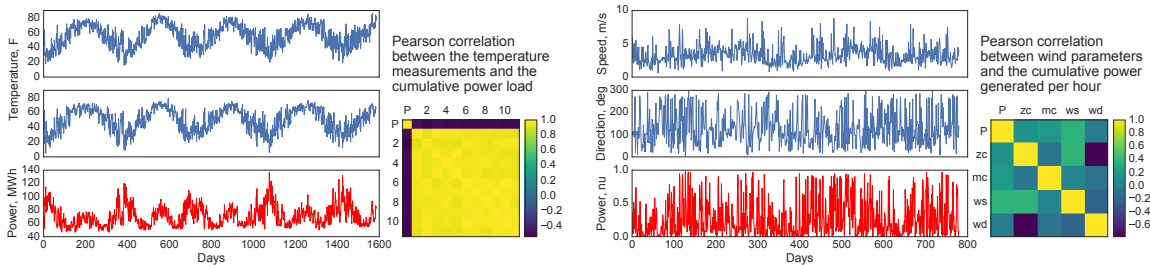 100
80
60
40
20
0
Temperature, F
100
80
60
40
20
0
140
120
100
80
60
40
Power, MWh
0 200 400 600 800 1000 1200 1400 1600
Days
Pearson correlation
between the temperature
measurements and the
cumulative power load
P 2 4 6 8 10
P
2
4
6
8
10
1.0
0.8
0.6
0.4
0.2
0.0
−0.2
−0.4
10
5
0
Speed, m/s
300
200
100
0
Direction, deg
1.0
0.5
0.0
Power, nu
0 100 200 300 400 500 600 700 800
Days
Pearson correlation
between wind parameters
and the cumulative power
generated per hour
P zc mc ws wd
P
zc
mc
ws
wd
1.0
0.8
0.6
0.4
0.2
0.0
−0.2
−0.4
−0.6